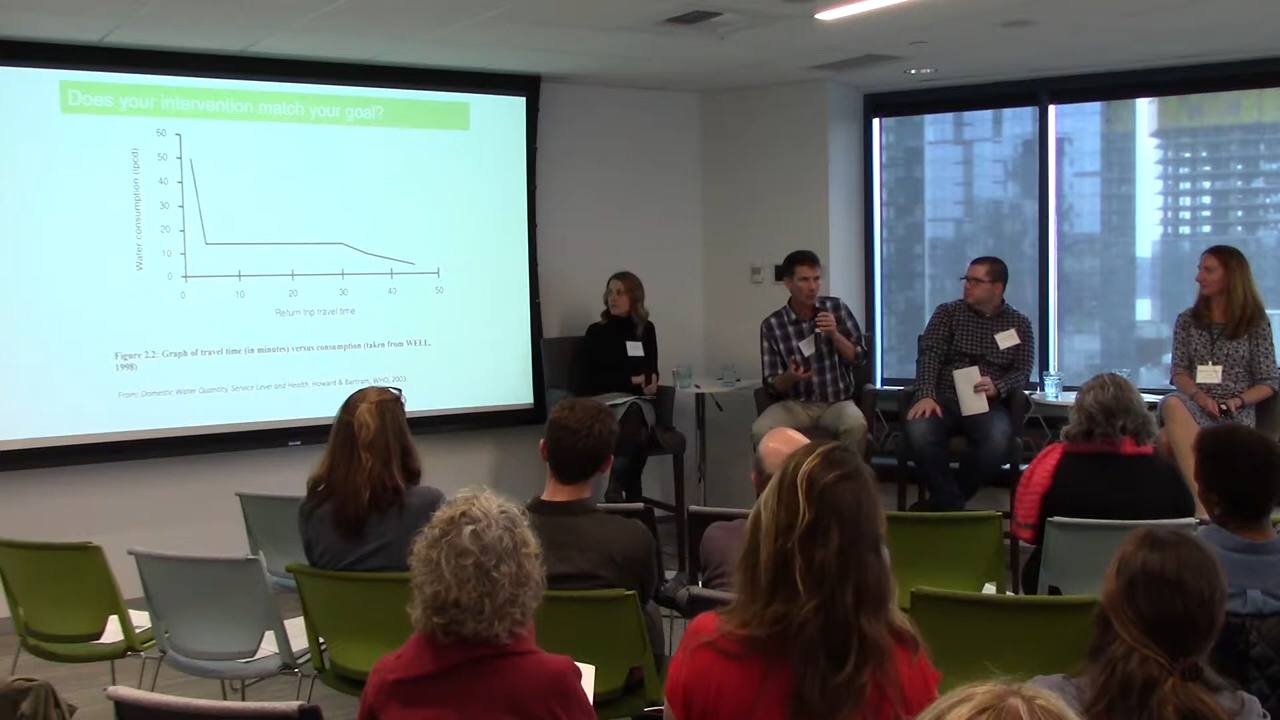 Does your intervention match your goal?
60
50
40
30
20
10
0
Water consumption (lpcd)
0 10 20 30 40 50
Return trip travel time
Figure 2.2: Graph of travel time (in minutes) versus consumption (taken from WELL,
1998)
From: Domestic Water Quantity, Service Level and Health, Howard & Bartram, WHO, 2003